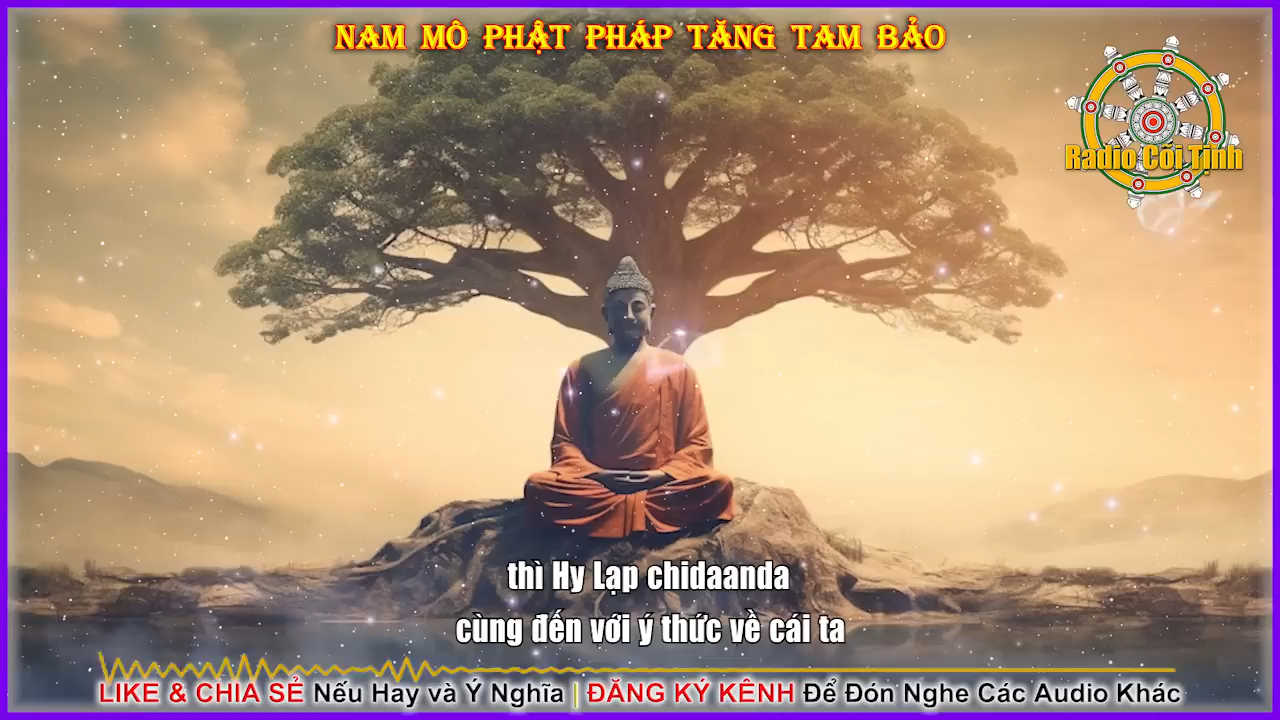 NAM MÔ PHẬT PHÁP TĂNG TAM BẢO
Radio Cõi Tịnh
thì Hy Lạp chidaanda
cùng đến với ý thức về cái ta
LIKE & CHIA SẺ Nếu Hay và Ý Nghĩa | ĐĂNG KÝ KÊNH Để Đón Nghe Các Audio Khác